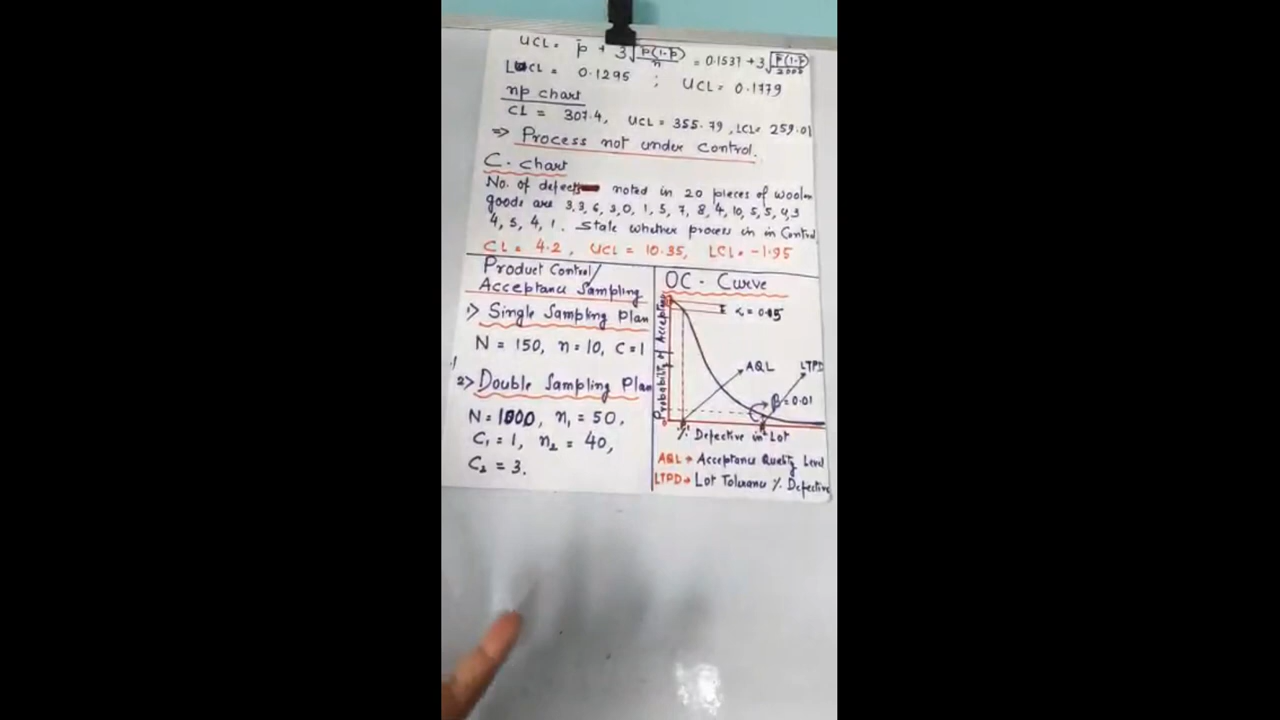 UCL = p̄ + 3√p(1-p̄)/n = 0.1537 + 3√p̄(1-p̄)/2000
LCL = 0.1295 ; UCL = 0.1779
np chart
CL = 307.4, UCL = 355.79, LCL = 259.01
⇒ Process not under control.
C-chart
No. of defects noted in 20 pieces of woolen
goods are 3,3,6,3,0,1,5,7,8,4,10,5,5,4,3
4, 5, 4, 1. State whether process in in Control
CL = 4.2, UCL = 10.35, LCL = -1.95
Product Control/
Acceptance Sampling
1> Single Sampling Plan
N = 150, n = 10, C = 1
2> Double Sampling Plan
N = 1000, n₁ = 50,
C₁ = 1, n₂ = 40,
C₂ = 3.
OC - Curve
Probability of Acceptance
α = 0.05
AQL
LTPD
β = 0.01
% Defective in Lot
AQL → Acceptance Quality Level
LTPD → Lot Tolerance % Defective